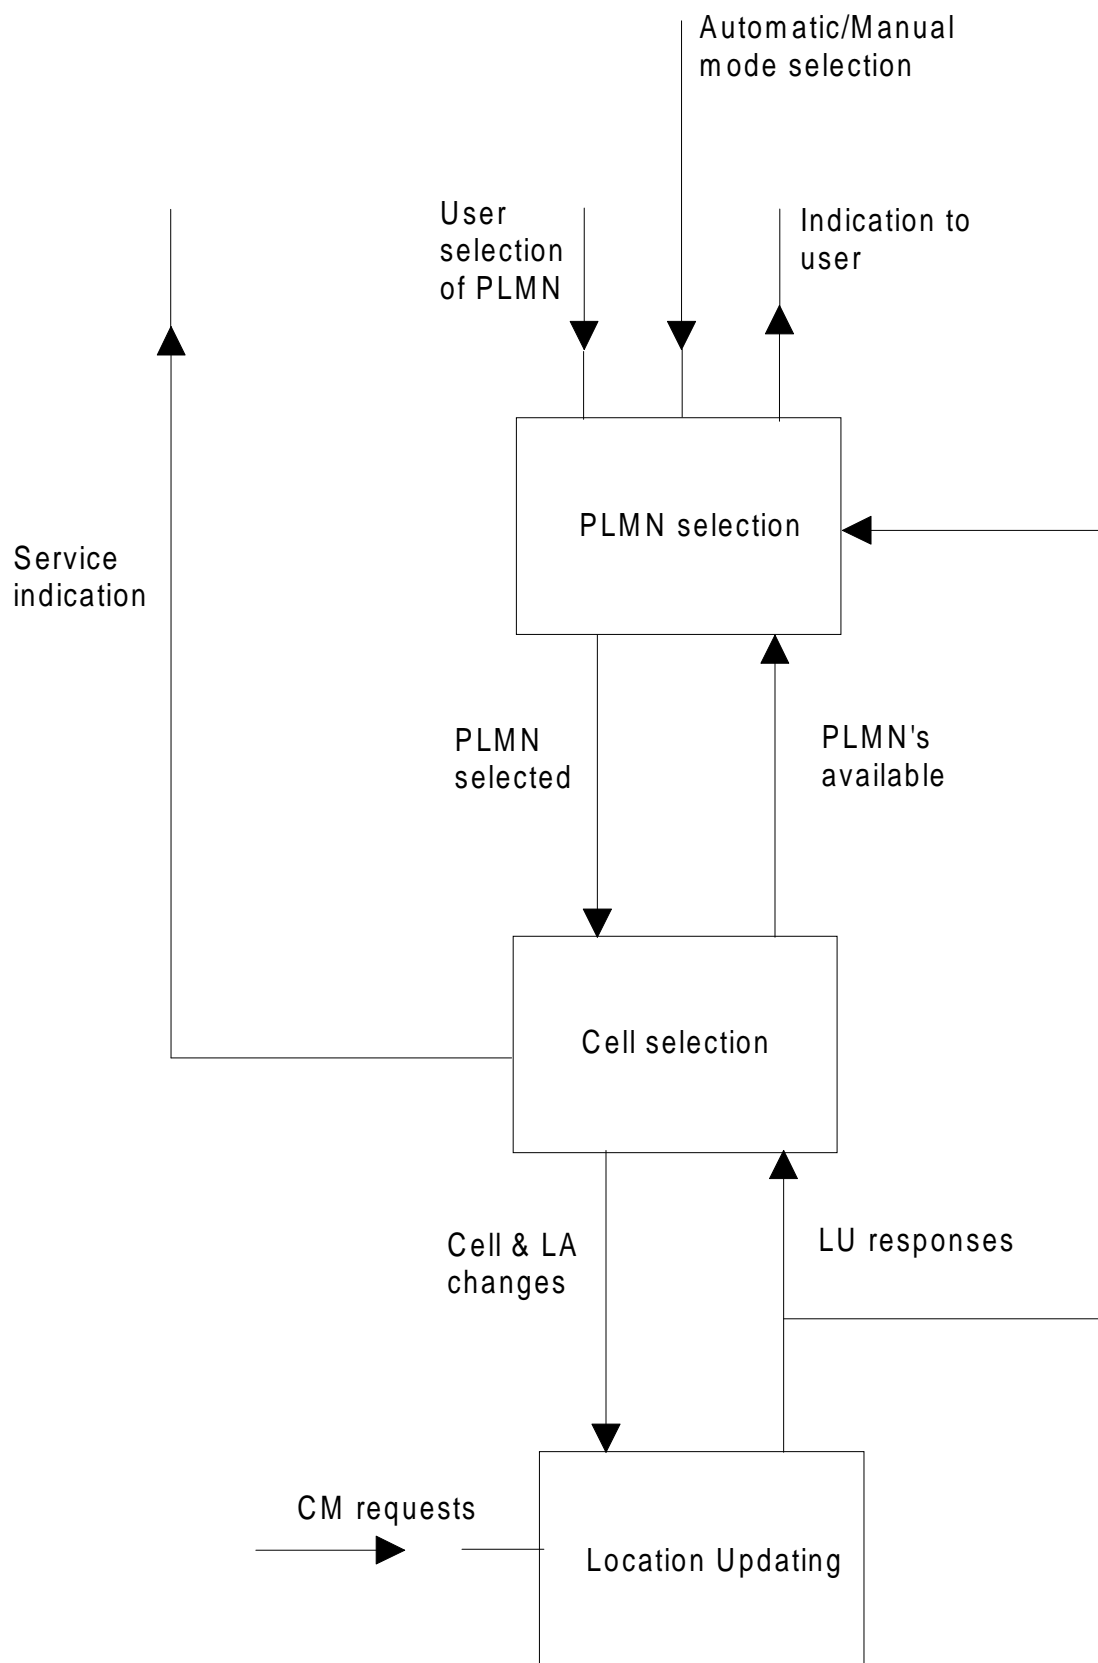 Automatic/Manual
mode selection
User
selection
of PLMN
Indication to
user
PLMN selection
Service
indication
PLMN
selected
PLMN's
available
Cell selection
Cell & LA
changes
LU responses
CM requests
Location Updating